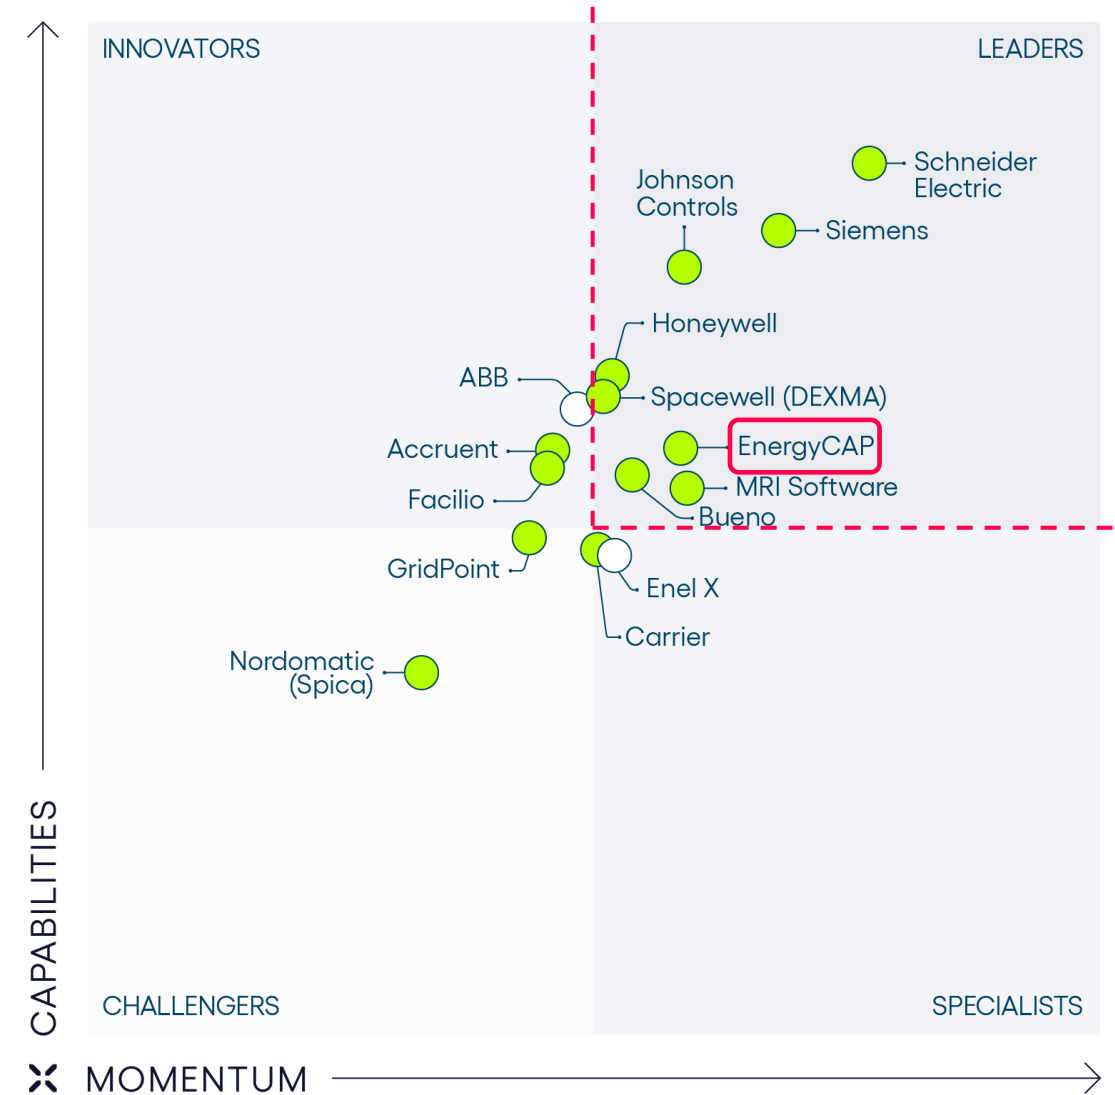 INNOVATORS
LEADERS
Schneider
Electric
Johnson
Controls
Siemens
Honeywell
ABB
Spacewell (DEXMA)
Accruent
EnergyCAP
Facilio
MRI Software
Bueno
GridPoint
Enel X
Carrier
Nordomatic
(Spica)
CAPABILITIES
CHALLENGERS
SPECIALISTS
MOMENTUM